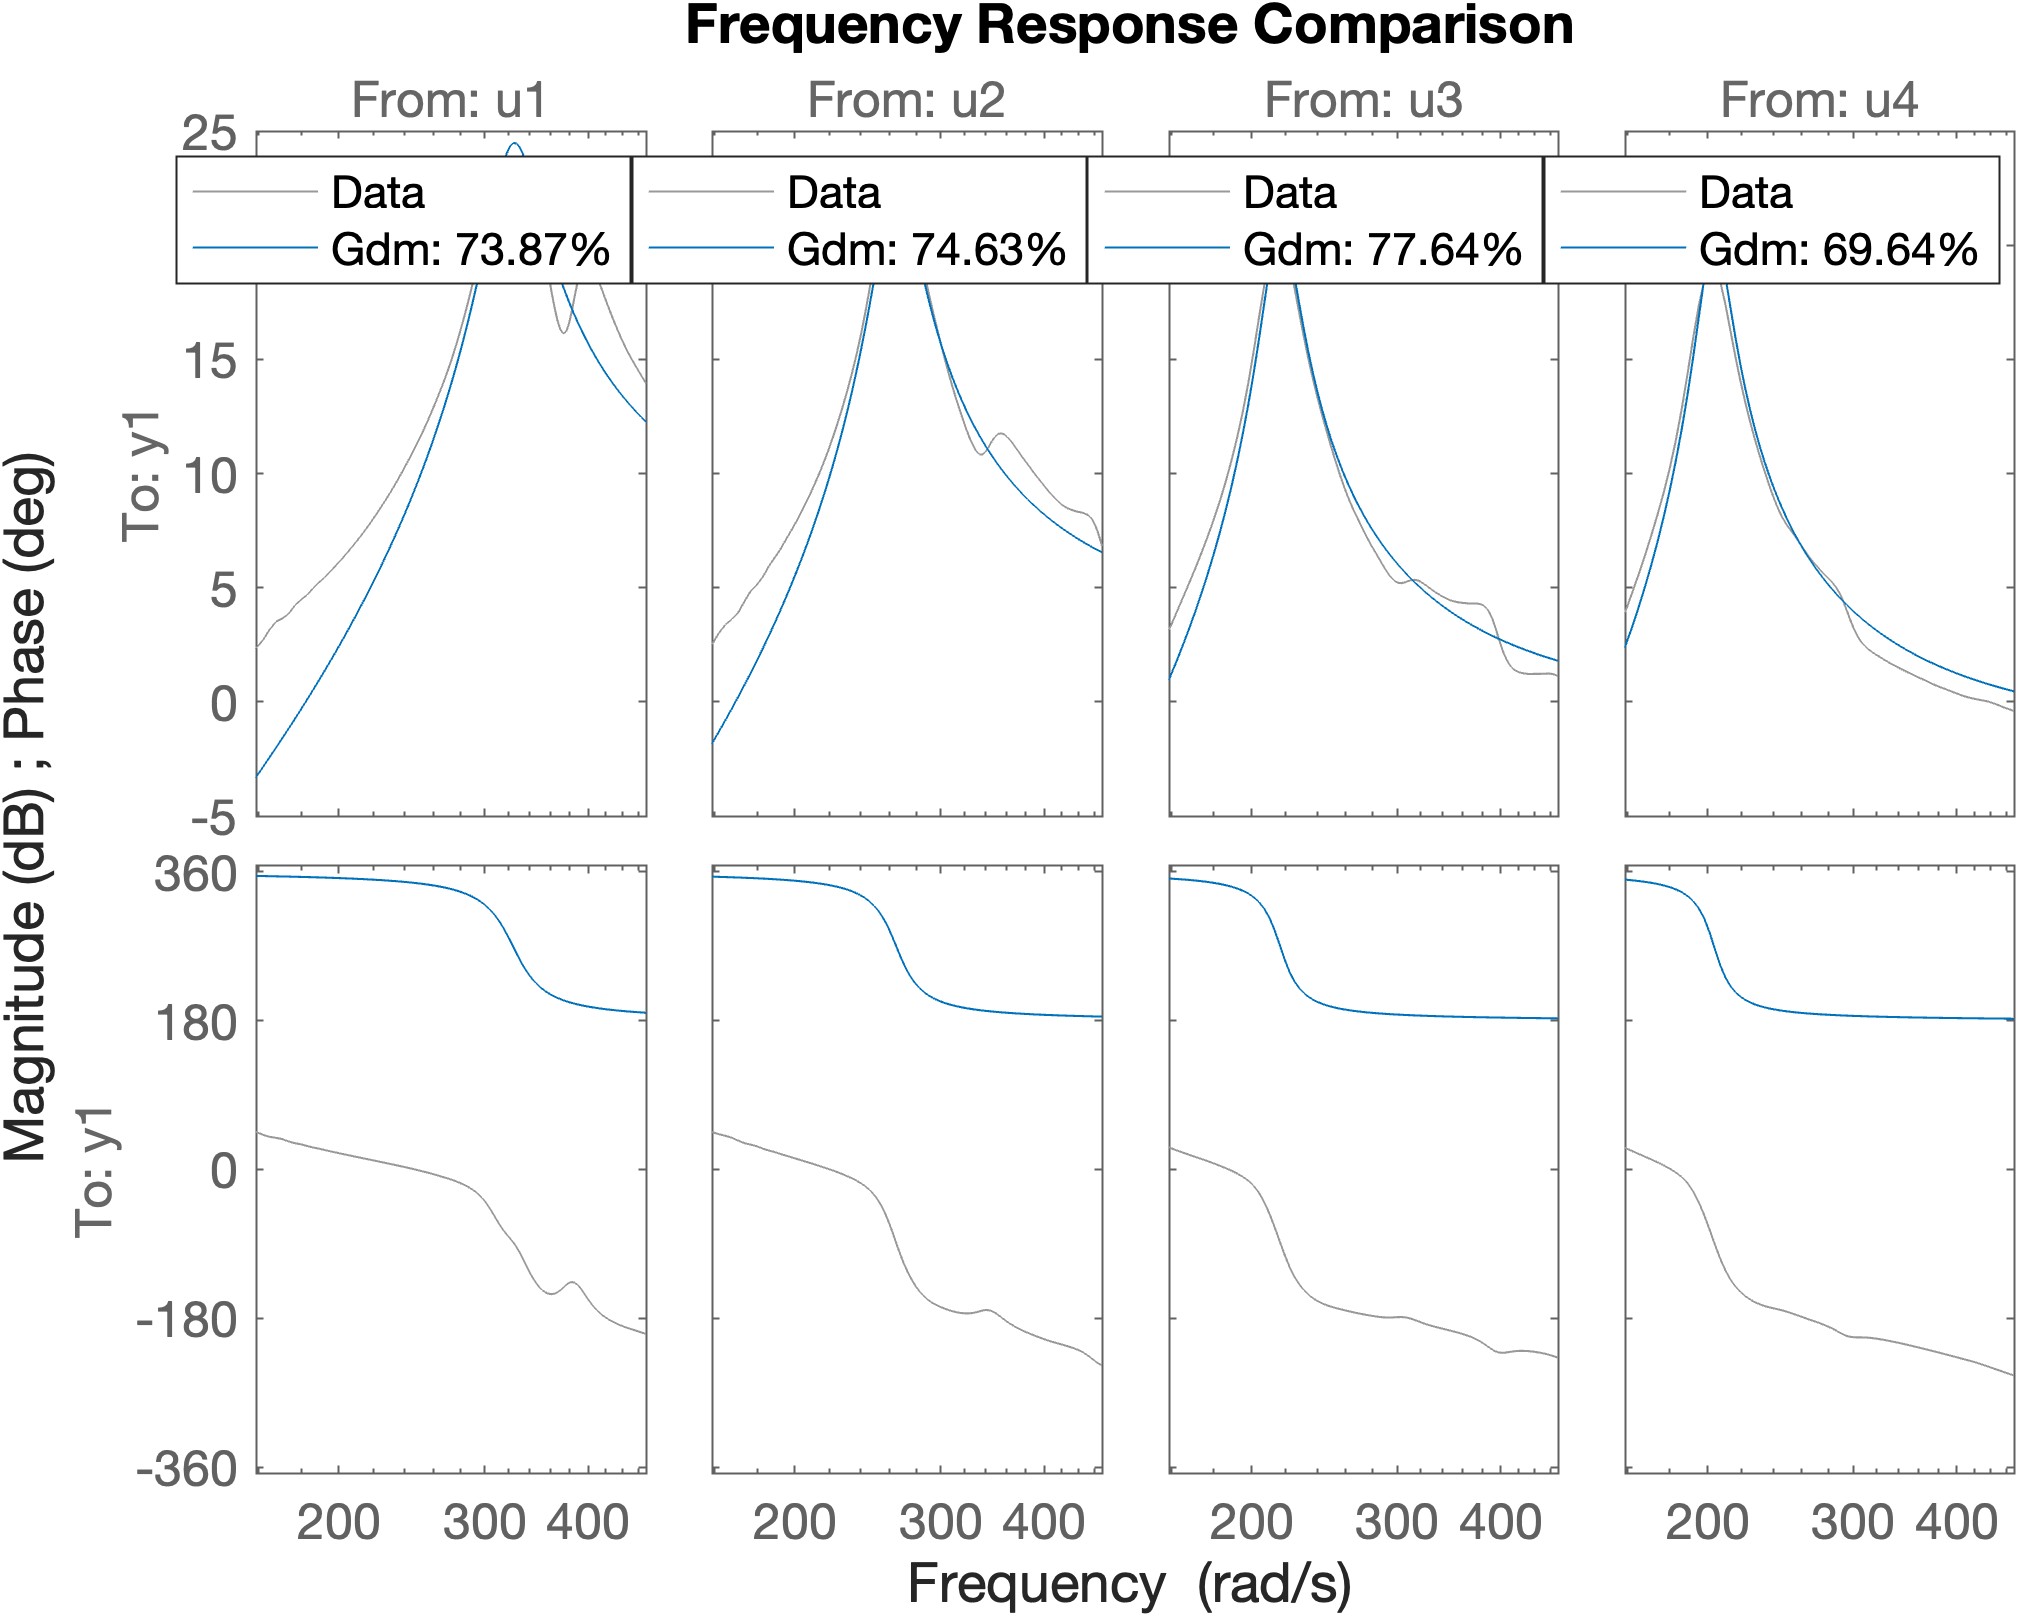 Frequency Response Comparison
From: u1
From: u2
From: u3
From: u4
Data
Gdm: 73.87%
Data
Gdm: 74.63%
Data
Gdm: 77.64%
Data
Gdm: 69.64%
Magnitude (dB) ; Phase (deg)
To: y1
25
15
10
5
0
-5
To: y1
360
180
0
-180
-360
200 300 400
200 300 400
200 300 400
200 300 400
Frequency (rad/s)